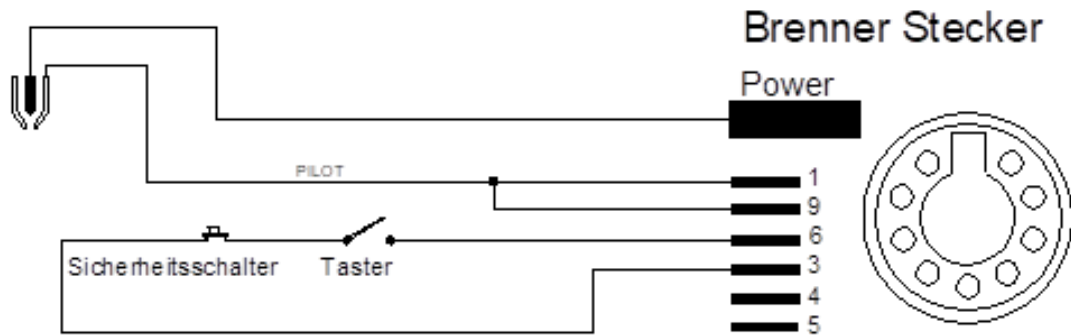 Brenner Stecker
Power
PILOT
1
9
6
3
4
5
Sicherheitsschalter
Taster